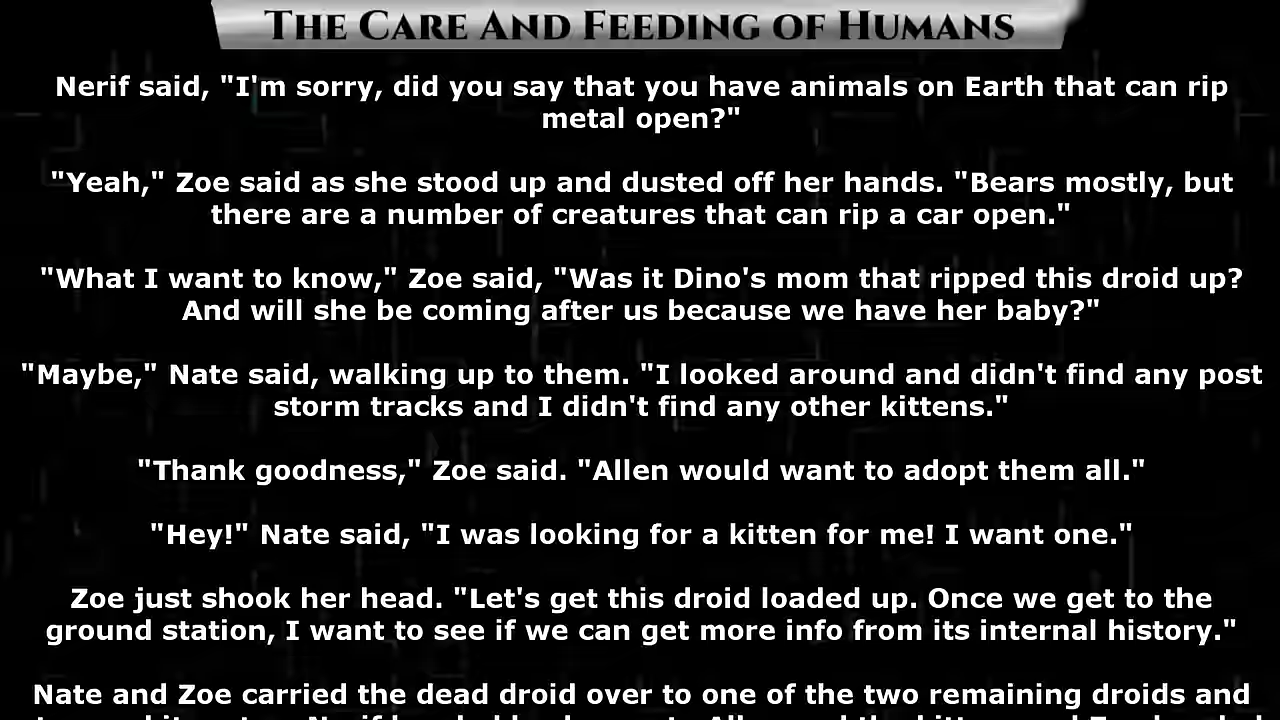 The Care And Feeding of Humans
Nerif said, "I'm sorry, did you say that you have animals on Earth that can rip
metal open?"
"Yeah," Zoe said as she stood up and dusted off her hands. "Bears mostly, but
there are a number of creatures that can rip a car open."
"What I want to know," Zoe said, "Was it Dino's mom that ripped this droid up?
And will she be coming after us because we have her baby?"
"Maybe," Nate said, walking up to them. "I looked around and didn't find any post
storm tracks and I didn't find any other kittens."
"Thank goodness," Zoe said. "Allen would want to adopt them all."
"Hey!" Nate said, "I was looking for a kitten for me! I want one."
Zoe just shook her head. "Let's get this droid loaded up. Once we get to the
ground station, I want to see if we can get more info from its internal history."
Nate and Zoe carried the dead droid over to one of the two remaining droids and